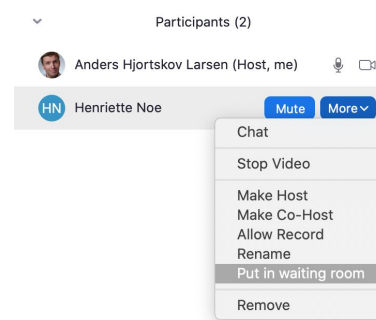 Participants (2)
Anders Hjortskov Larsen (Host, me)
HN Henriette Noe Mute More
Chat
Stop Video
Make Host
Make Co-Host
Allow Record
Rename
Put in waiting room
Remove